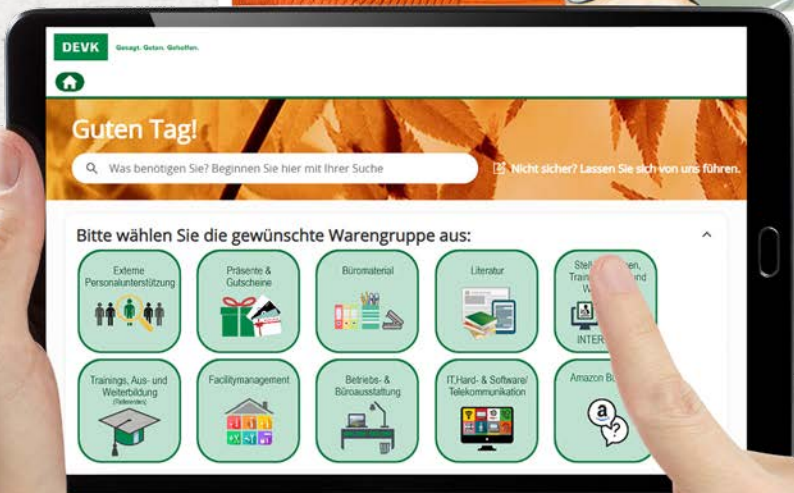 DEVK
Gesagt. Getan. Geholfen.
Guten Tag!
Was benötigen Sie? Beginnen Sie hier mit Ihrer Suche
Nicht sicher? Lassen Sie sich von uns führen.
Bitte wählen Sie die gewünschte Warengruppe aus:
Externe
Personalunterstützung
Präsente &
Gutscheine
Büromaterial
Literatur
Trainings, Aus- und
Weiterbildung
(Referenten)
Facilitymanagement
Betriebs- &
Büroausstattung
IT,Hard- & Software/
Telekommunikation
Amazon
a
?